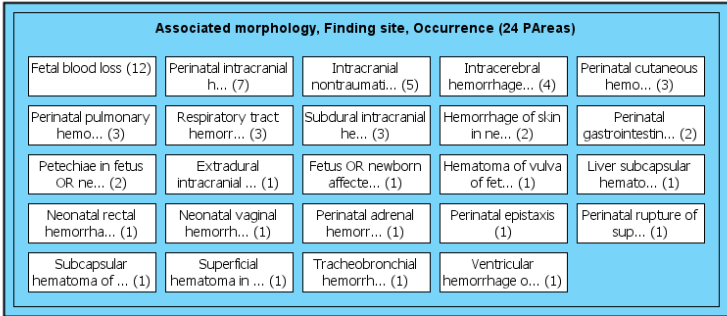 Associated morphology, Finding site, Occurrence (24 PAreas)
Fetal blood loss (12)
Perinatal intracranial
h... (7)
Intracranial
nontraumati... (5)
Intracerebral
hemorrhage... (4)
Perinatal cutaneous
hemo... (3)
Perinatal pulmonary
hemo... (3)
Respiratory tract
hemorr... (3)
Subdural intracranial
he... (3)
Hemorrhage of skin
in ne... (2)
Perinatal
gastrointestin... (2)
Petechiae in fetus
OR ne... (2)
Extradural
intracranial ... (1)
Fetus OR newborn
affecte... (1)
Hematoma of vulva
of fet... (1)
Liver subcapsular
hemato... (1)
Neonatal rectal
hemorrha... (1)
Neonatal vaginal
hemorrh... (1)
Perinatal adrenal
hemorr... (1)
Perinatal epistaxis
(1)
Perinatal rupture of
sup... (1)
Subcapsular
hematoma of ... (1)
Superficial
hematoma in ... (1)
Tracheobronchial
hemorrh... (1)
Ventricular
hemorrhage o... (1)